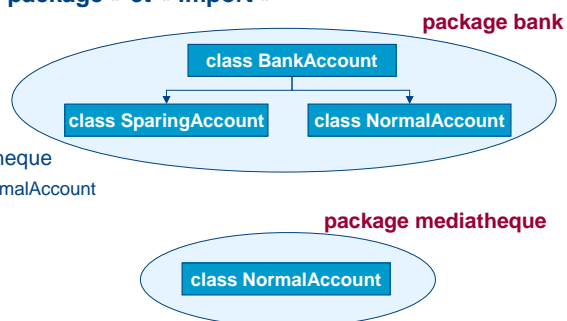 package » et « import »
package bank
class BankAccount
class SparingAccount
class NormalAccount
heque
malAccount
package mediatheque
class NormalAccount